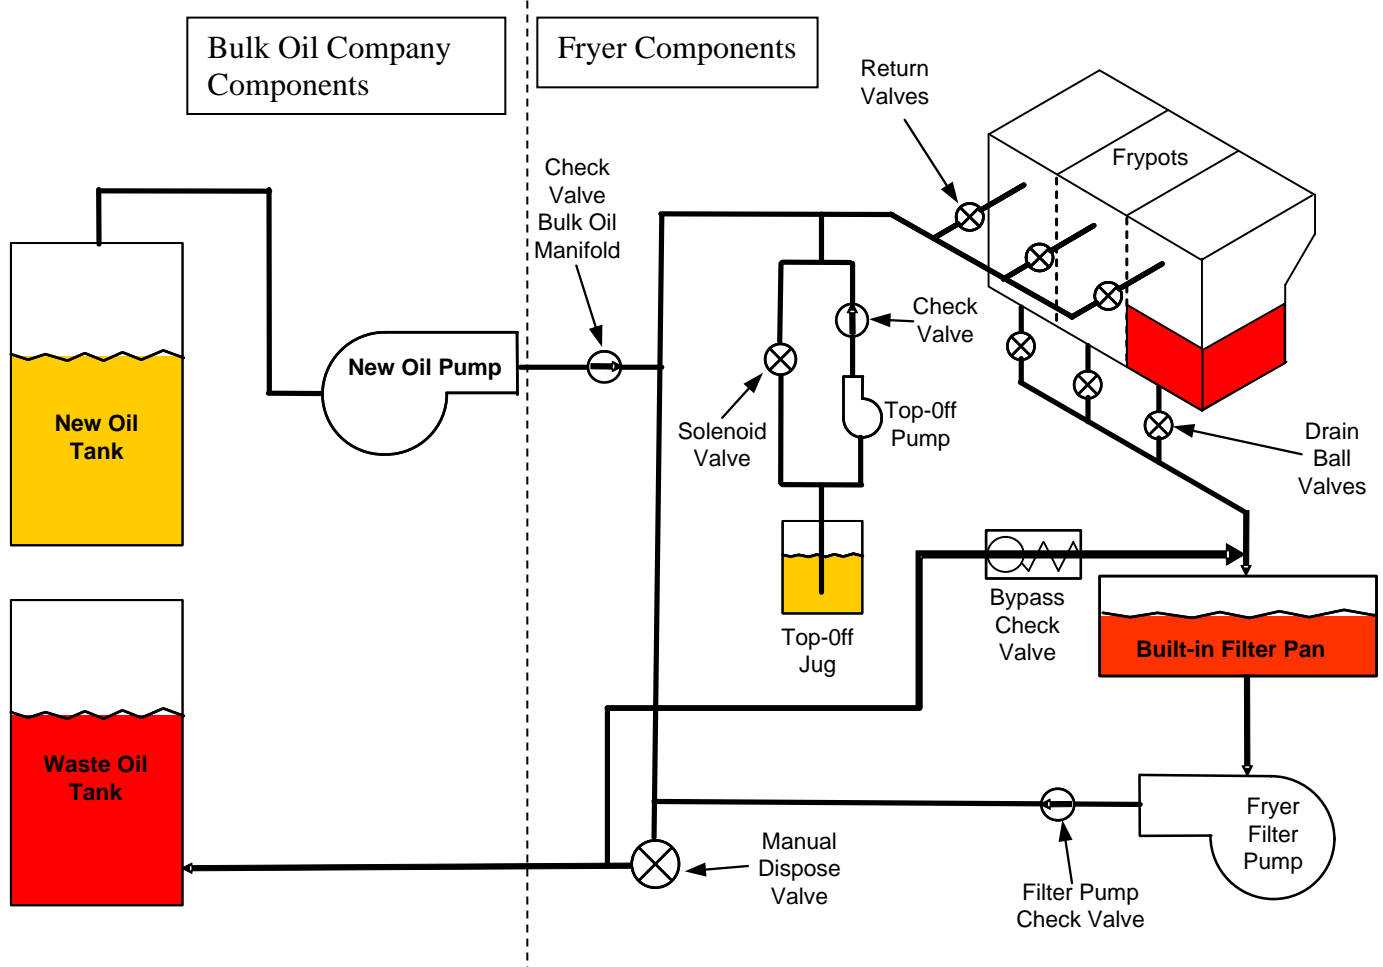 Bulk Oil Company
Components
Fryer Components
Return
Valves
Frypots
Check
Valve
Bulk Oil
Manifold
New Oil Pump
Check
Valve
New Oil
Tank
Solenoid
Valve
Top-0ff
Pump
Drain
Ball
Valves
Top-0ff
Jug
Bypass
Check
Valve
Built-in Filter Pan
Waste Oil
Tank
Manual
Dispose
Valve
Fryer
Filter
Pump
Filter Pump
Check Valve